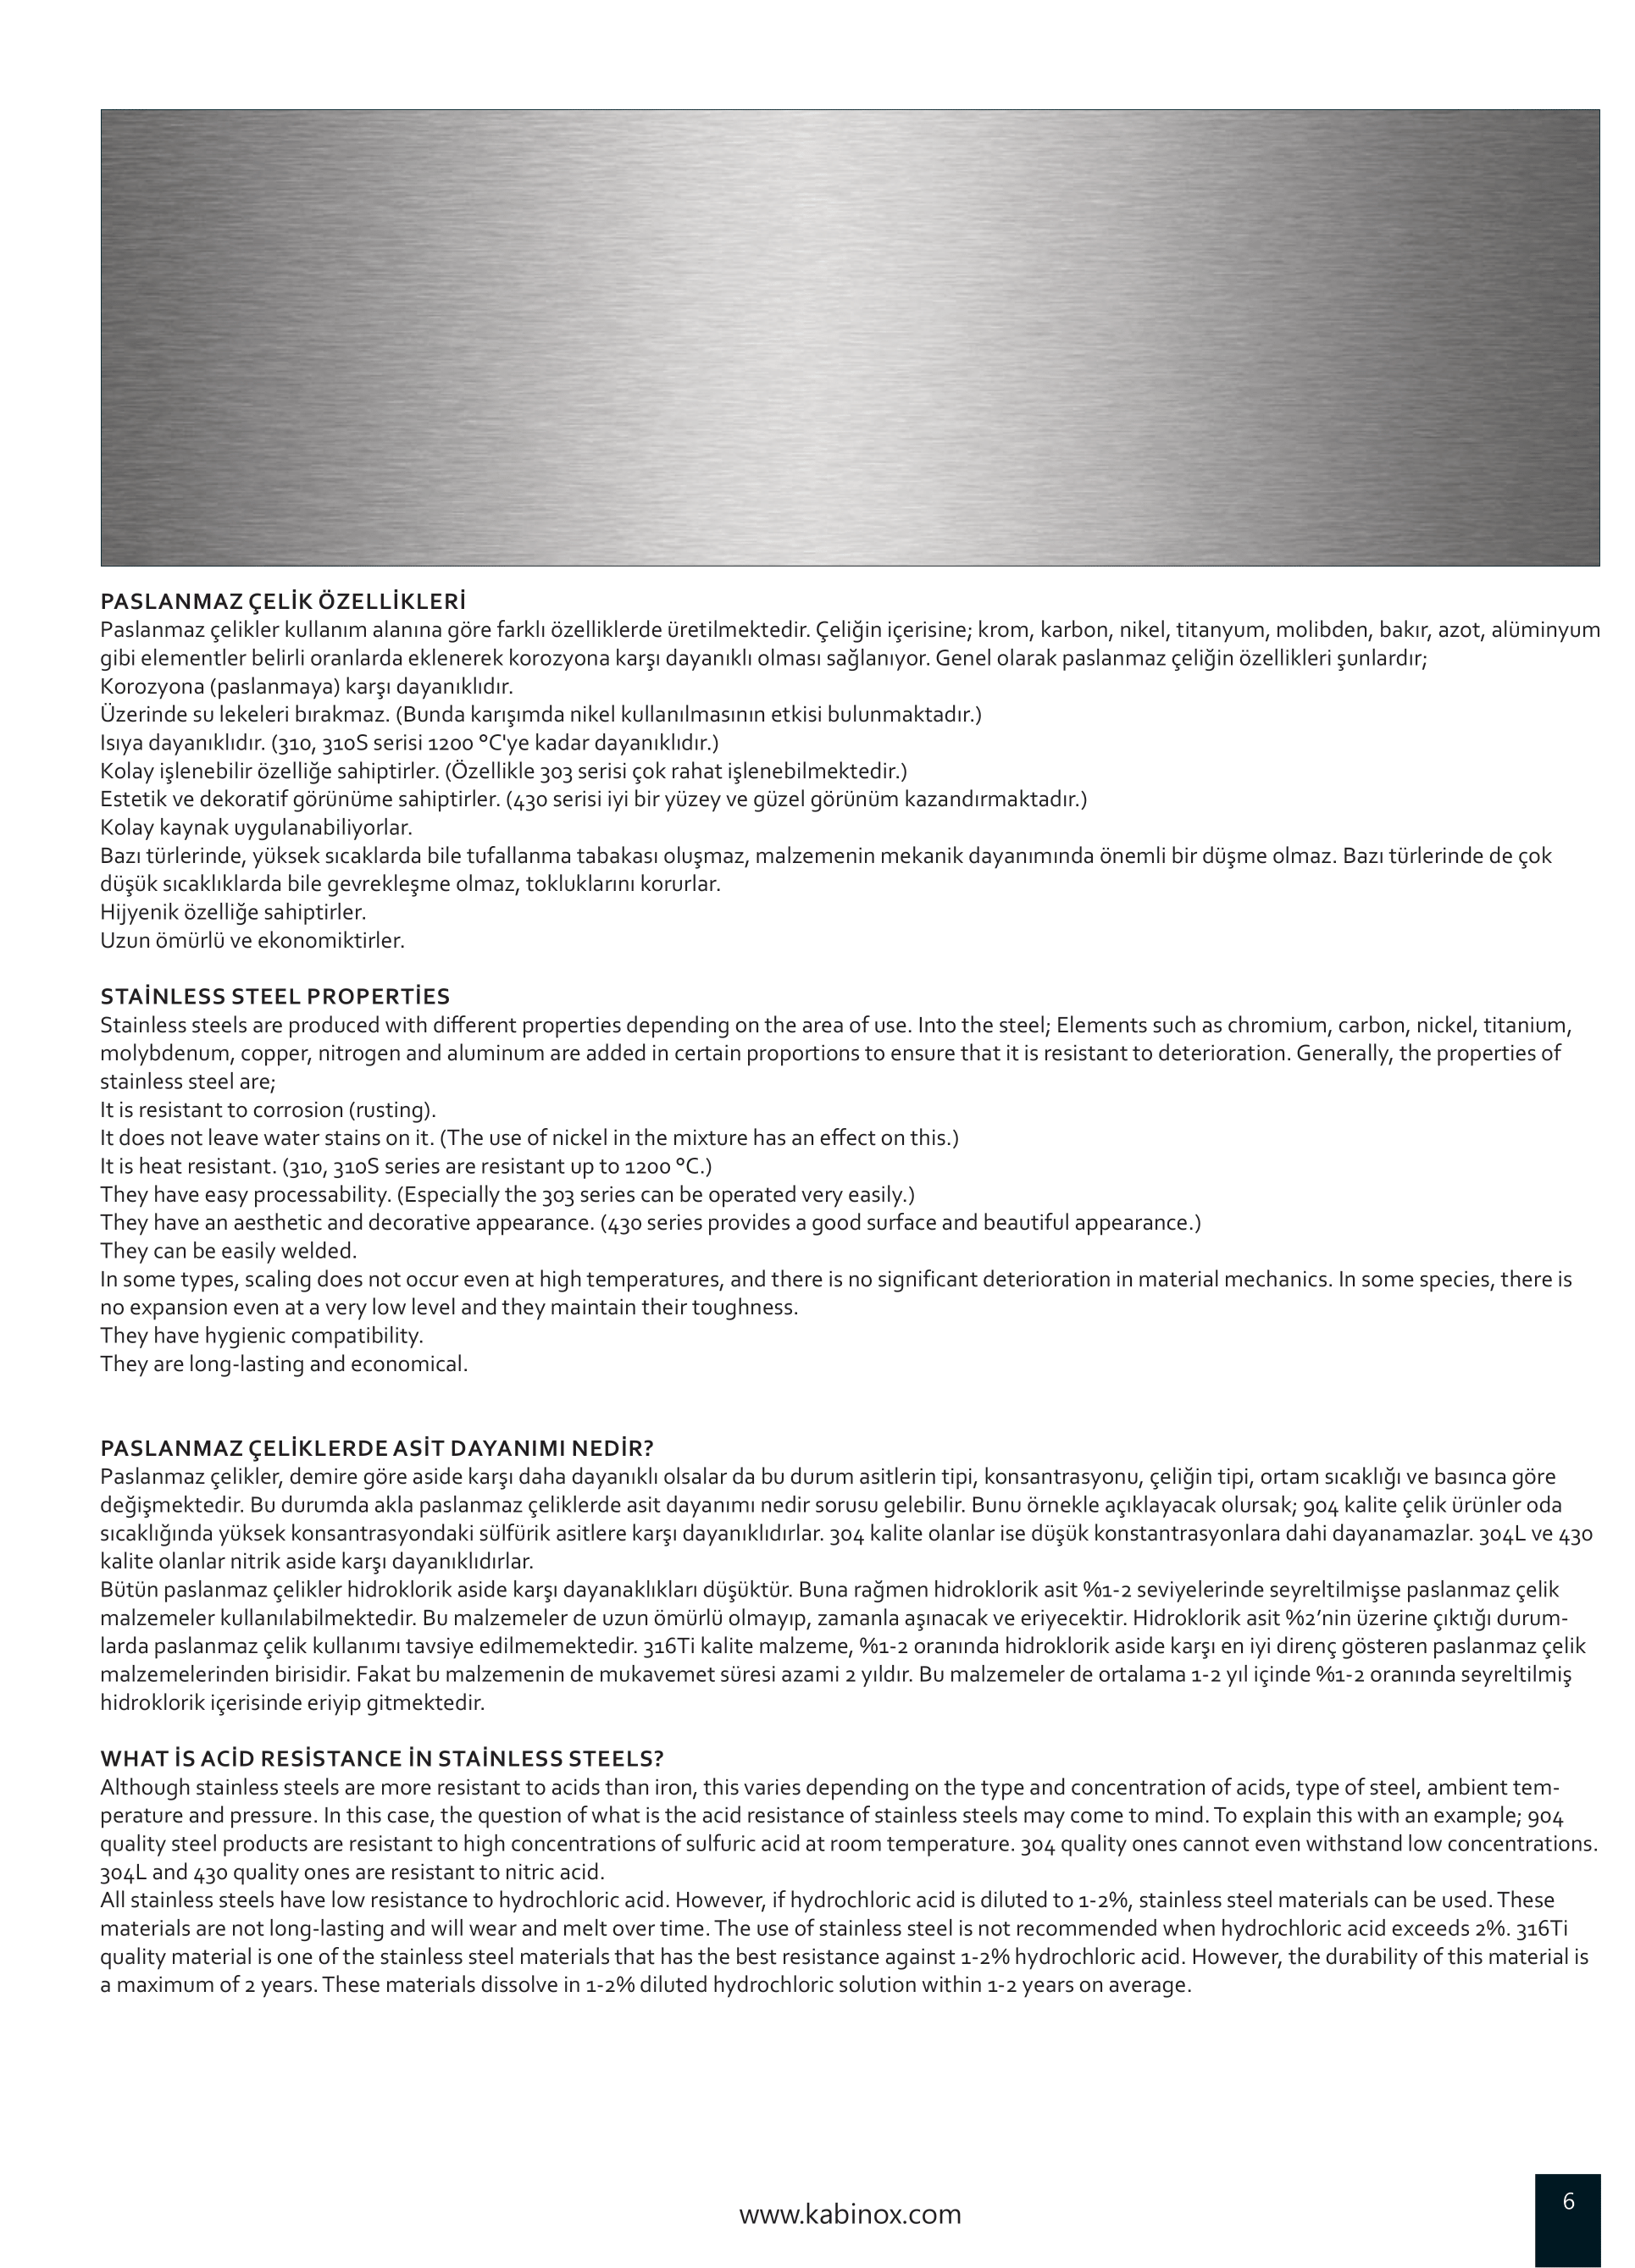 PASLANMAZ ÇELİK ÖZELLİKLERİ
Paslanmaz çelikler kullanım alanına göre farklı özelliklerde üretilmektedir. Çeliğin içerisine; krom, karbon, nikel, titanyum, molibden, bakır, azot, alüminyum
gibi elementler belirli oranlarda eklenerek korozyona karşı dayanıklı olması sağlanıyor. Genel olarak paslanmaz çeliğin özellikleri şunlardır;
Korozyona (paslanmaya) karşı dayanıklıdır.
Üzerinde su lekeleri bırakmaz. (Bunda karışımda nikel kullanılmasının etkisi bulunmaktadır.)
Isıya dayanıklıdır. (310, 310S serisi 1200 °C'ye kadar dayanıklıdır.)
Kolay işlenebilir özelliğe sahiptirler. (Özellikle 303 serisi çok rahat işlenebilmektedir.)
Estetik ve dekoratif görünüme sahiptirler. (430 serisi iyi bir yüzey ve güzel görünüm kazandırmaktadır.)
Kolay kaynak uygulanabiliyorlar.
Bazı türlerinde, yüksek sıcaklarda bile tufallanma tabakası oluşmaz, malzemenin mekanik dayanımında önemli bir düşme olmaz. Bazı türlerinde de çok
düşük sıcaklıklarda bile gevrekleşme olmaz, tokluklarını korurlar.
Hijyenik özelliğe sahiptirler.
Uzun ömürlü ve ekonomiktirler.
STAİNLESS STEEL PROPERTİES
Stainless steels are produced with different properties depending on the area of use. Into the steel; Elements such as chromium, carbon, nickel, titanium,
molybdenum, copper, nitrogen and aluminum are added in certain proportions to ensure that it is resistant to deterioration. Generally, the properties of
stainless steel are;
It is resistant to corrosion (rusting).
It does not leave water stains on it. (The use of nickel in the mixture has an effect on this.)
It is heat resistant. (310, 310S series are resistant up to 1200 °C.)
They have easy processability. (Especially the 303 series can be operated very easily.)
They have an aesthetic and decorative appearance. (430 series provides a good surface and beautiful appearance.)
They can be easily welded.
In some types, scaling does not occur even at high temperatures, and there is no significant deterioration in material mechanics. In some species, there is
no expansion even at a very low level and they maintain their toughness.
They have hygienic compatibility.
They are long-lasting and economical.
PASLANMAZ ÇELİKLERDE ASİT DAYANIMI NEDİR?
Paslanmaz çelikler, demire göre aside karşı daha dayanıklı olsalar da bu durum asitlerin tipi, konsantrasyonu, çeliğin tipi, ortam sıcaklığı ve basınca göre
değişmektedir. Bu durumda akla paslanmaz çeliklerde asit dayanımı nedir sorusu gelebilir. Bunu örnekle açıklayacak olursak; 904 kalite çelik ürünler oda
sıcaklığında yüksek konsantrasyondaki sülfürik asitlere karşı dayanıklıdırlar. 304 kalite olanlar ise düşük konstantrasyonlara dahi dayanamazlar. 304L ve 430
kalite olanlar nitrik aside karşı dayanıklıdırlar.
Bütün paslanmaz çelikler hidroklorik aside karşı dayanaklıkları düşüktür. Buna rağmen hidroklorik asit %1-2 seviyelerinde seyreltilmişse paslanmaz çelik
malzemeler kullanılabilmektedir. Bu malzemeler de uzun ömürlü olmayıp, zamanla aşınacak ve eriyecektir. Hidroklorik asit %2’nin üzerine çıktığı durum-
larda paslanmaz çelik kullanımı tavsiye edilmemektedir. 316Ti kalite malzeme, %1-2 oranında hidroklorik aside karşı en iyi direnç gösteren paslanmaz çelik
malzemelerinden birisidir. Fakat bu malzemenin de mukavemet süresi azami 2 yıldır. Bu malzemeler de ortalama 1-2 yıl içinde %1-2 oranında seyreltilmiş
hidroklorik içerisinde eriyip gitmektedir.
WHAT İS ACİD RESİSTANCE İN STAİNLESS STEELS?
Although stainless steels are more resistant to acids than iron, this varies depending on the type and concentration of acids, type of steel, ambient tem-
perature and pressure. In this case, the question of what is the acid resistance of stainless steels may come to mind. To explain this with an example; 904
quality steel products are resistant to high concentrations of sulfuric acid at room temperature. 304 quality ones cannot even withstand low concentrations.
304L and 430 quality ones are resistant to nitric acid.
All stainless steels have low resistance to hydrochloric acid. However, if hydrochloric acid is diluted to 1-2%, stainless steel materials can be used. These
materials are not long-lasting and will wear and melt over time. The use of stainless steel is not recommended when hydrochloric acid exceeds 2%. 316Ti
quality material is one of the stainless steel materials that has the best resistance against 1-2% hydrochloric acid. However, the durability of this material is
a maximum of 2 years. These materials dissolve in 1-2% diluted hydrochloric solution within 1-2 years on average.
www.kabinox.com
6